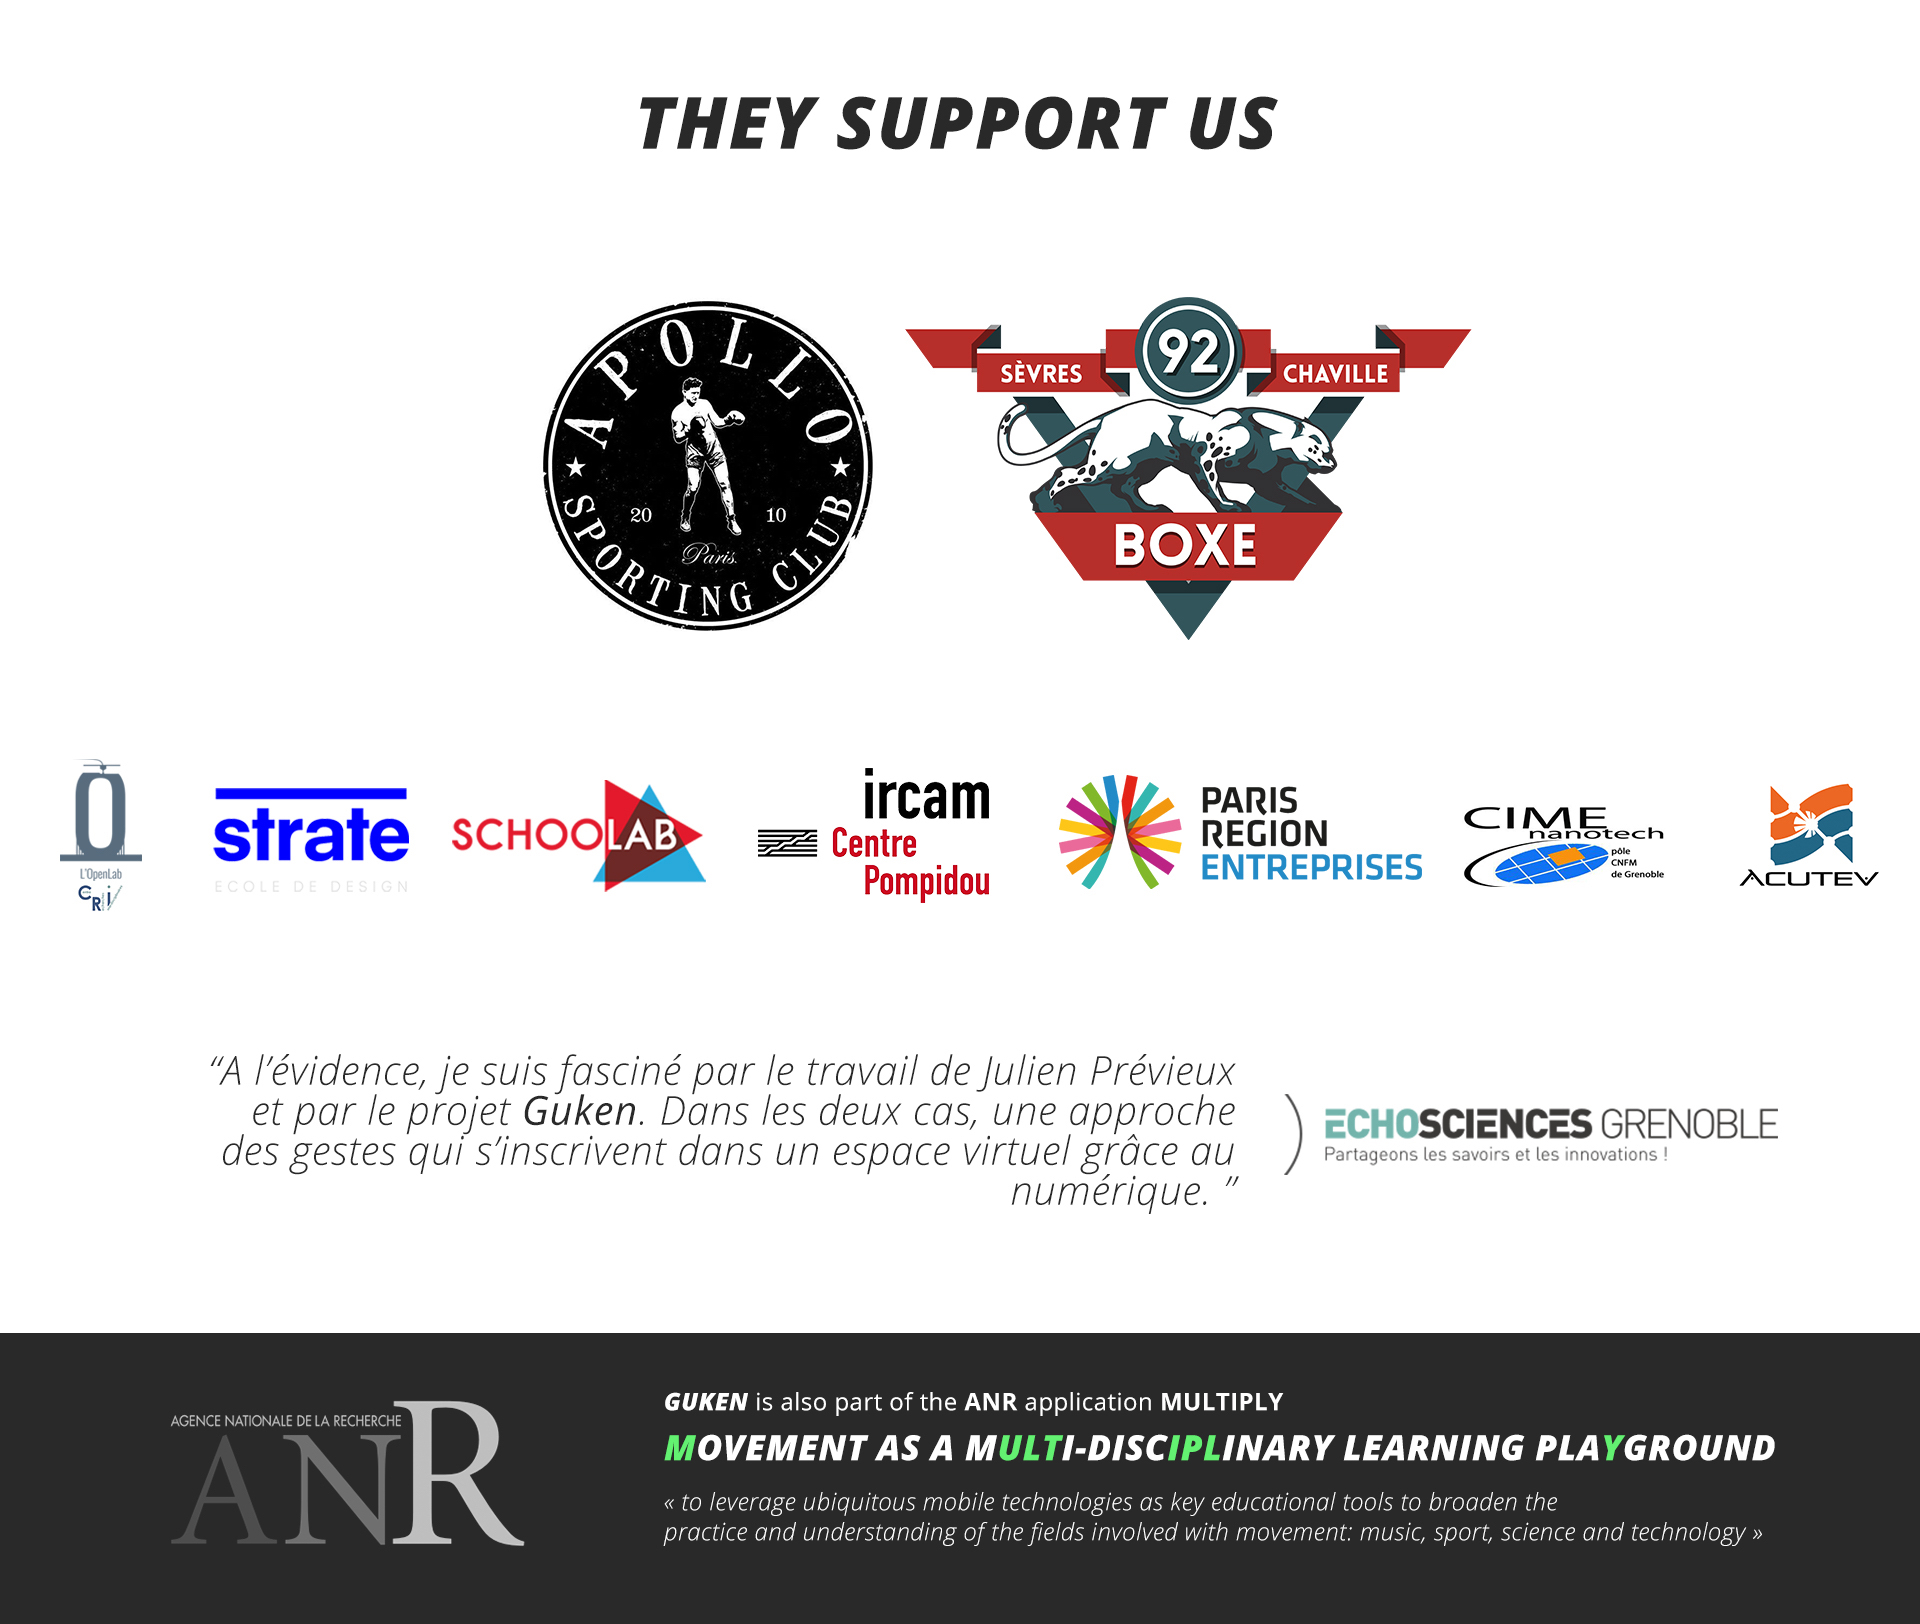 THEY SUPPORT US
APOLLO
20 10
Paris
SPORTING CLUB
92
SÈVRES CHAVILLE
BOXE
L'OpenLab
CRi
strate
ECOLE DE DESIGN
SCHOOLAB
ircam
Centre
Pompidou
PARIS
REGION
ENTREPRISES
CIME
nanotech
pôle
CNFM
de Grenoble
ACUTEV
“A l’évidence, je suis fasciné par le travail de Julien Prévieux
et par le projet Guken. Dans les deux cas, une approche
des gestes qui s’inscrivent dans un espace virtuel grâce au
numérique. ”
ECHOSCIENCES GRENOBLE
Partageons les savoirs et les innovations !
AGENCE NATIONALE DE LA RECHERCHE
ANR
GUKEN is also part of the ANR application MULTIPLY
MOVEMENT AS A MULTI-DISCIPLINARY LEARNING PLAYGROUND
« to leverage ubiquitous mobile technologies as key educational tools to broaden the
practice and understanding of the fields involved with movement: music, sport, science and technology »